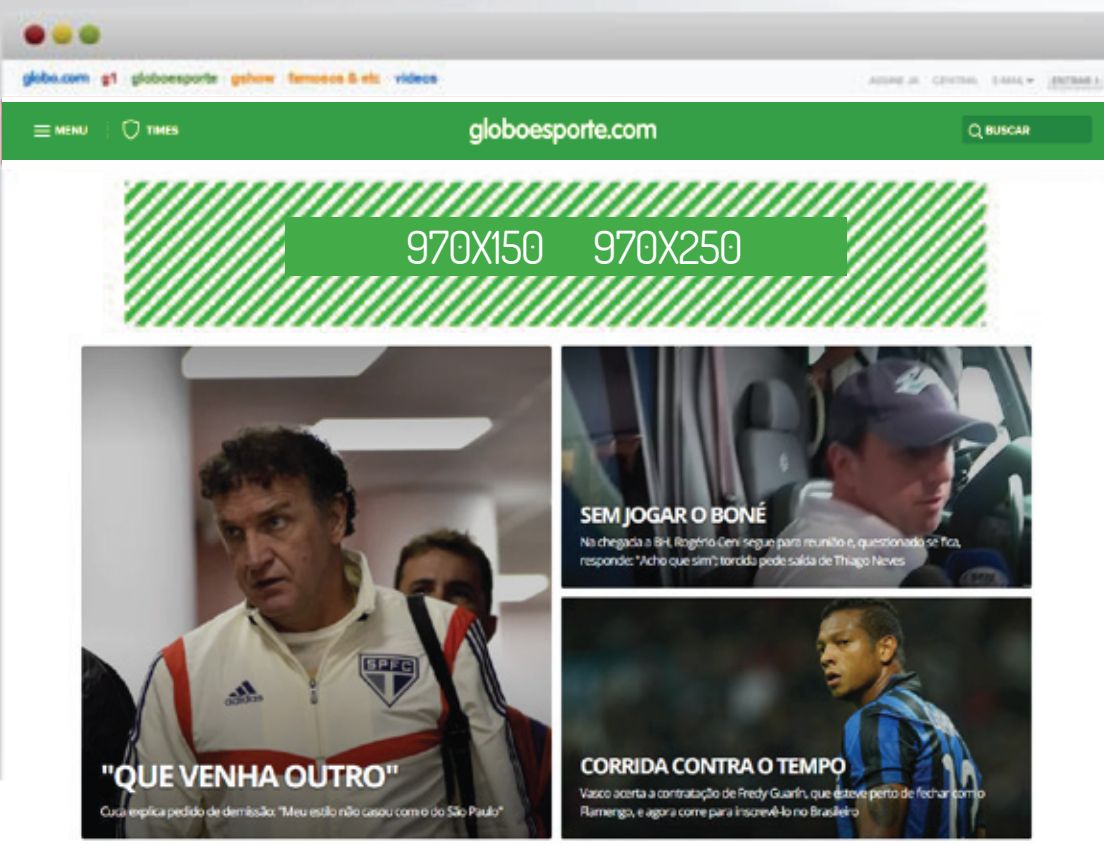 globo.com g1 globoesporte gshow famosos & etc vídeos
ASSINE JÁ CENTRAL E-MAIL ENTRAR
MENU TIMES globoesporte.com BUSCAR
970X150 970X250
SPFC
adidas
"QUE VENHA OUTRO"
Cuca explica pedido de demissão: "Meu estilo não casou com o do São Paulo"
SEM JOGAR O BONÉ
Na chegada a BH, Rogério Ceni segue para reunião e, questionado se fica,
responde: "Acho que sim"; torcida pede saída de Thiago Neves
CORRIDA CONTRA O TEMPO
Vasco acerta a contratação de Fredy Guarín, que esteve perto de fechar com o
Flamengo, e agora corre para inscrevê-lo no Brasileiro